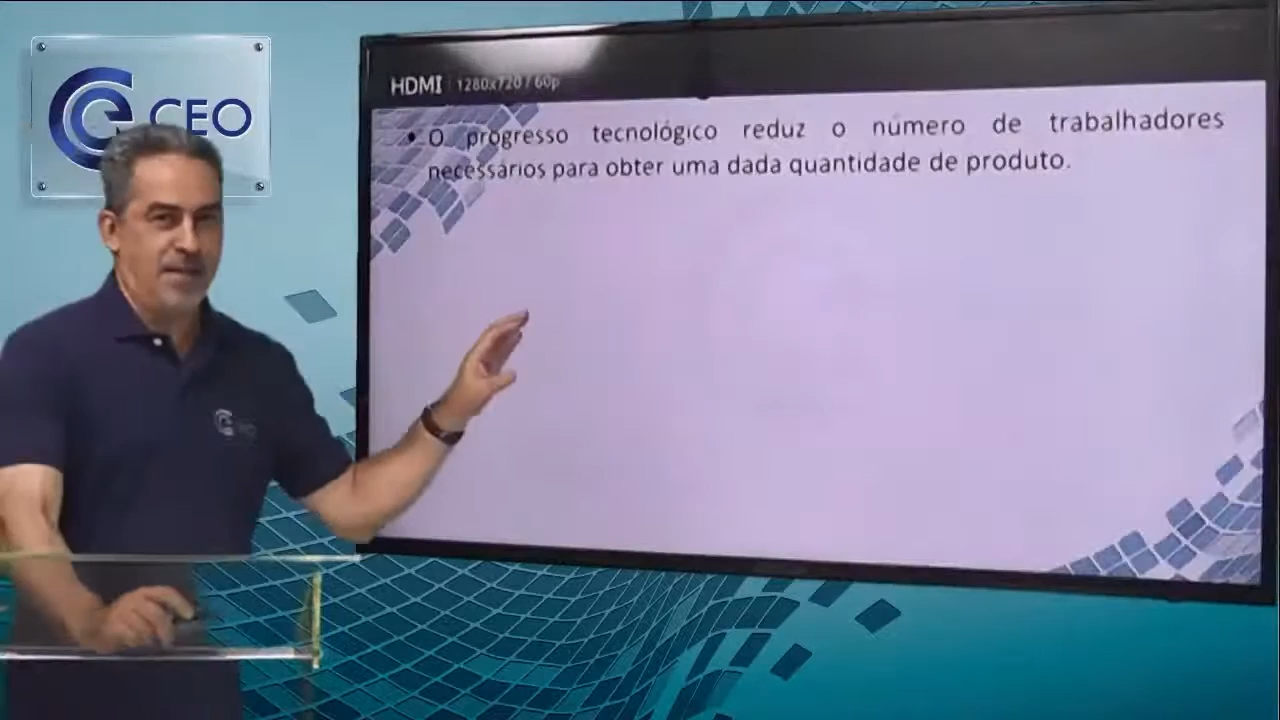 CEO
HDMI 1280x720 / 60p
• O progresso tecnológico reduz o número de trabalhadores
necessários para obter uma dada quantidade de produto.